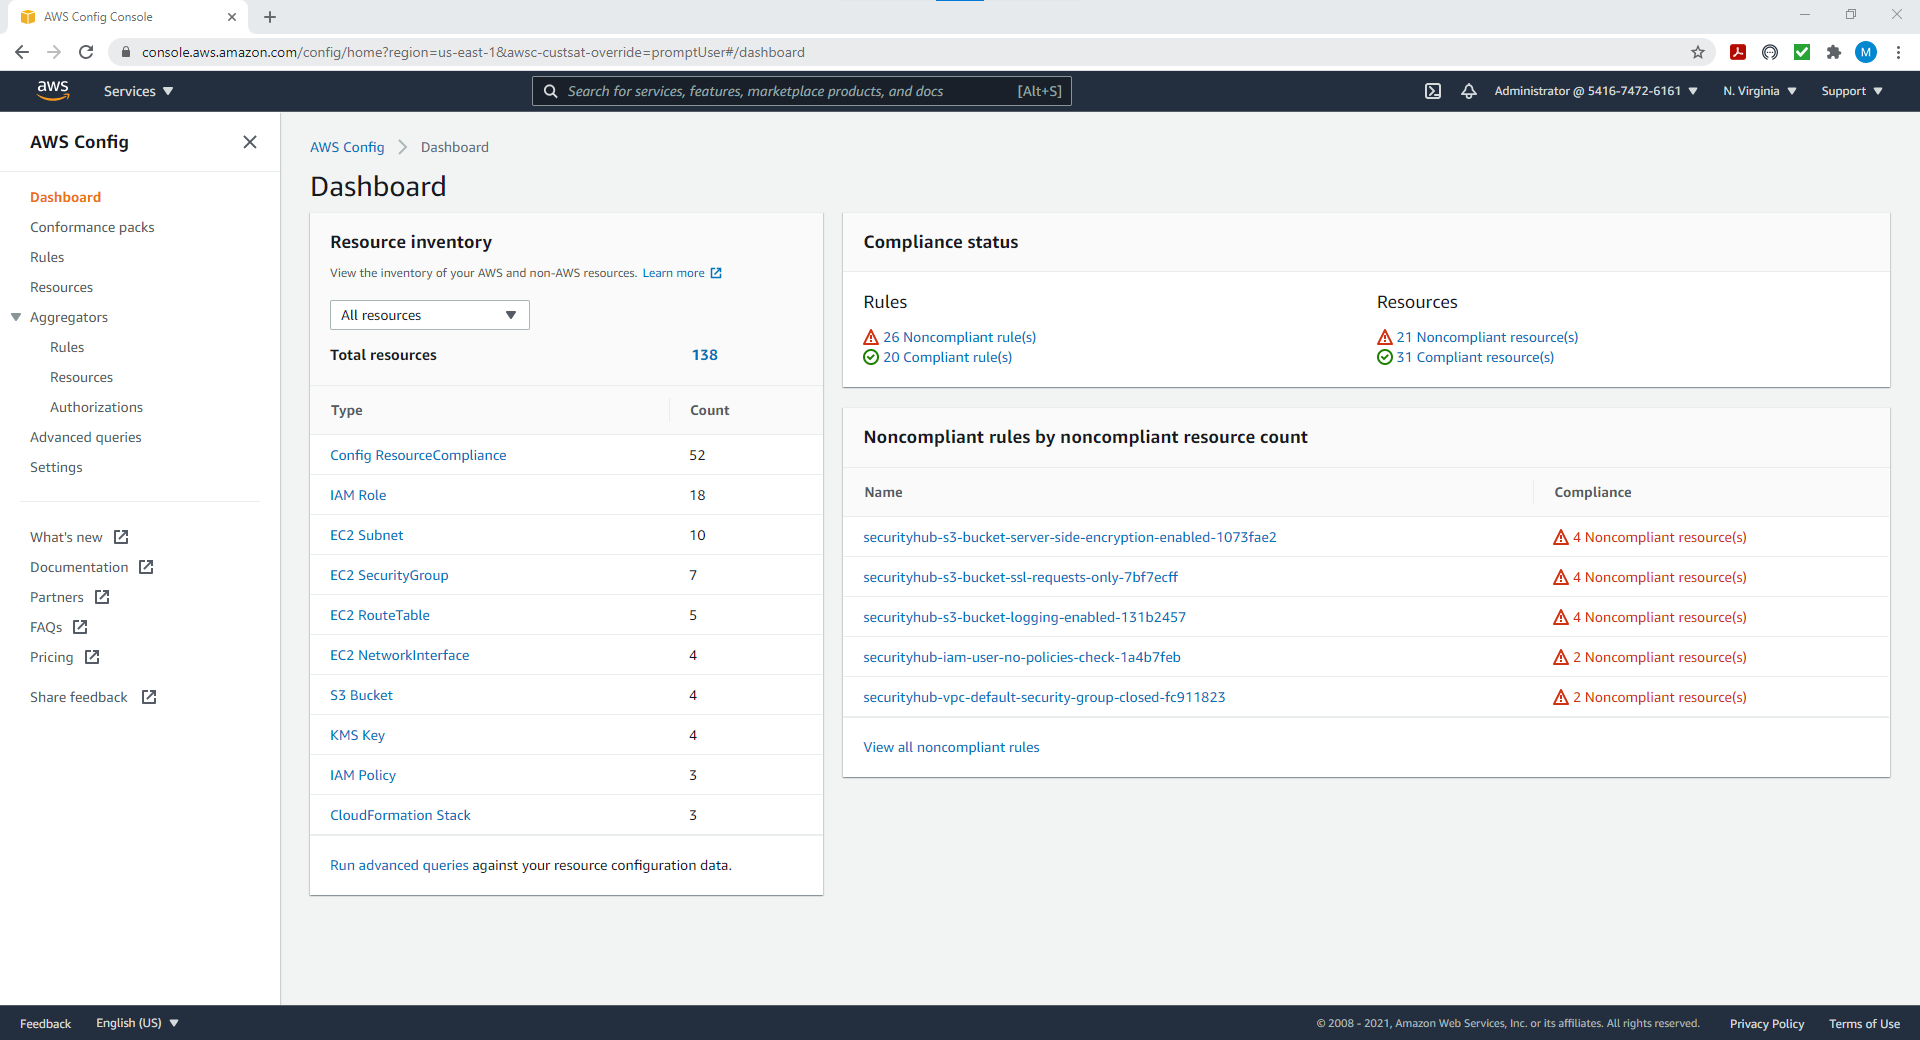 AWS Config Console
console.aws.amazon.com/config/home?region=us-east-1&awsc-custsat-override=promptUser#/dashboard
M
aws
Services
Search for services, features, marketplace products, and docs
[Alt+S]
Administrator @ 5416-7472-6161
N. Virginia
Support
AWS Config
Dashboard
Conformance packs
Rules
Resources
Aggregators
Rules
Resources
Authorizations
Advanced queries
Settings
What's new
Documentation
Partners
FAQs
Pricing
Share feedback
AWS Config
Dashboard
Dashboard
Resource inventory
View the inventory of your AWS and non-AWS resources. Learn more
All resources
Total resources 138
Type Count
Config ResourceCompliance 52
IAM Role 18
EC2 Subnet 10
EC2 SecurityGroup 7
EC2 RouteTable 5
EC2 NetworkInterface 4
S3 Bucket 4
KMS Key 4
IAM Policy 3
CloudFormation Stack 3
Run advanced queries against your resource configuration data.
Compliance status
Rules
26 Noncompliant rule(s)
20 Compliant rule(s)
Resources
21 Noncompliant resource(s)
31 Compliant resource(s)
Noncompliant rules by noncompliant resource count
Name Compliance
securityhub-s3-bucket-server-side-encryption-enabled-1073fae2 4 Noncompliant resource(s)
securityhub-s3-bucket-ssl-requests-only-7bf7ecff 4 Noncompliant resource(s)
securityhub-s3-bucket-logging-enabled-131b2457 4 Noncompliant resource(s)
securityhub-iam-user-no-policies-check-1a4b7feb 2 Noncompliant resource(s)
securityhub-vpc-default-security-group-closed-fc911823 2 Noncompliant resource(s)
View all noncompliant rules
Feedback
English (US)
© 2008 - 2021, Amazon Web Services, Inc. or its affiliates. All rights reserved.
Privacy Policy
Terms of Use